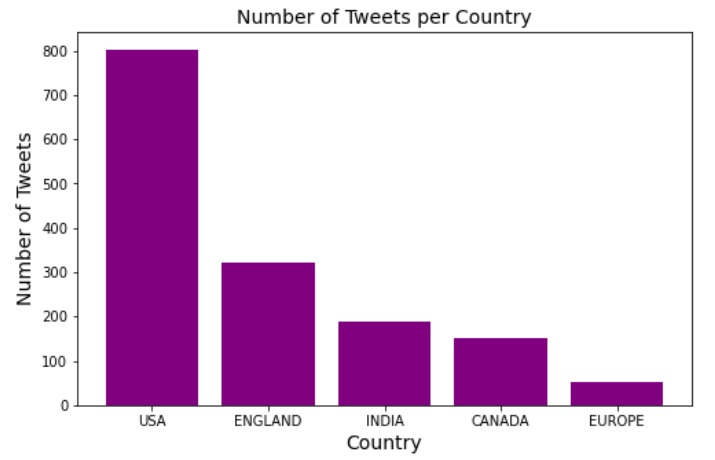 Number of Tweets per Country
Number of Tweets
800
700
600
500
400
300
200
100
0
USA ENGLAND INDIA CANADA EUROPE
Country